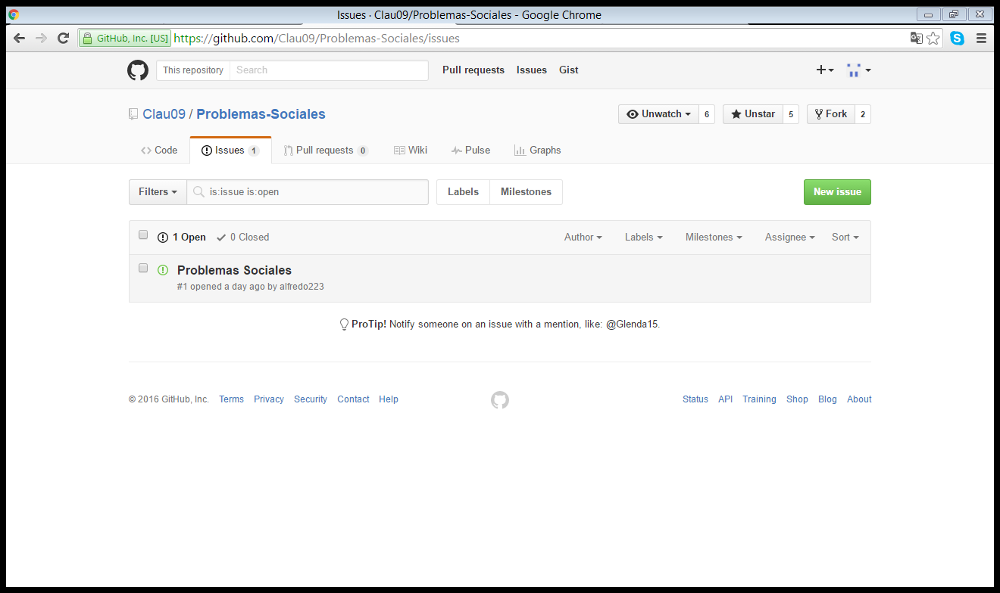 Issues · Clau09/Problemas-Sociales - Google Chrome
GitHub, Inc. [US] https://github.com/Clau09/Problemas-Sociales/issues
This repository Search Pull requests Issues Gist
Clau09 / Problemas-Sociales Unwatch 6 Unstar 5 Fork 2
Code Issues 1 Pull requests 0 Wiki Pulse Graphs
Filters is:issue is:open Labels Milestones New issue
1 Open 0 Closed Author Labels Milestones Assignee Sort
Problemas Sociales
#1 opened a day ago by alfredo223
ProTip! Notify someone on an issue with a mention, like: @Glenda15.
© 2016 GitHub, Inc. Terms Privacy Security Contact Help Status API Training Shop Blog About